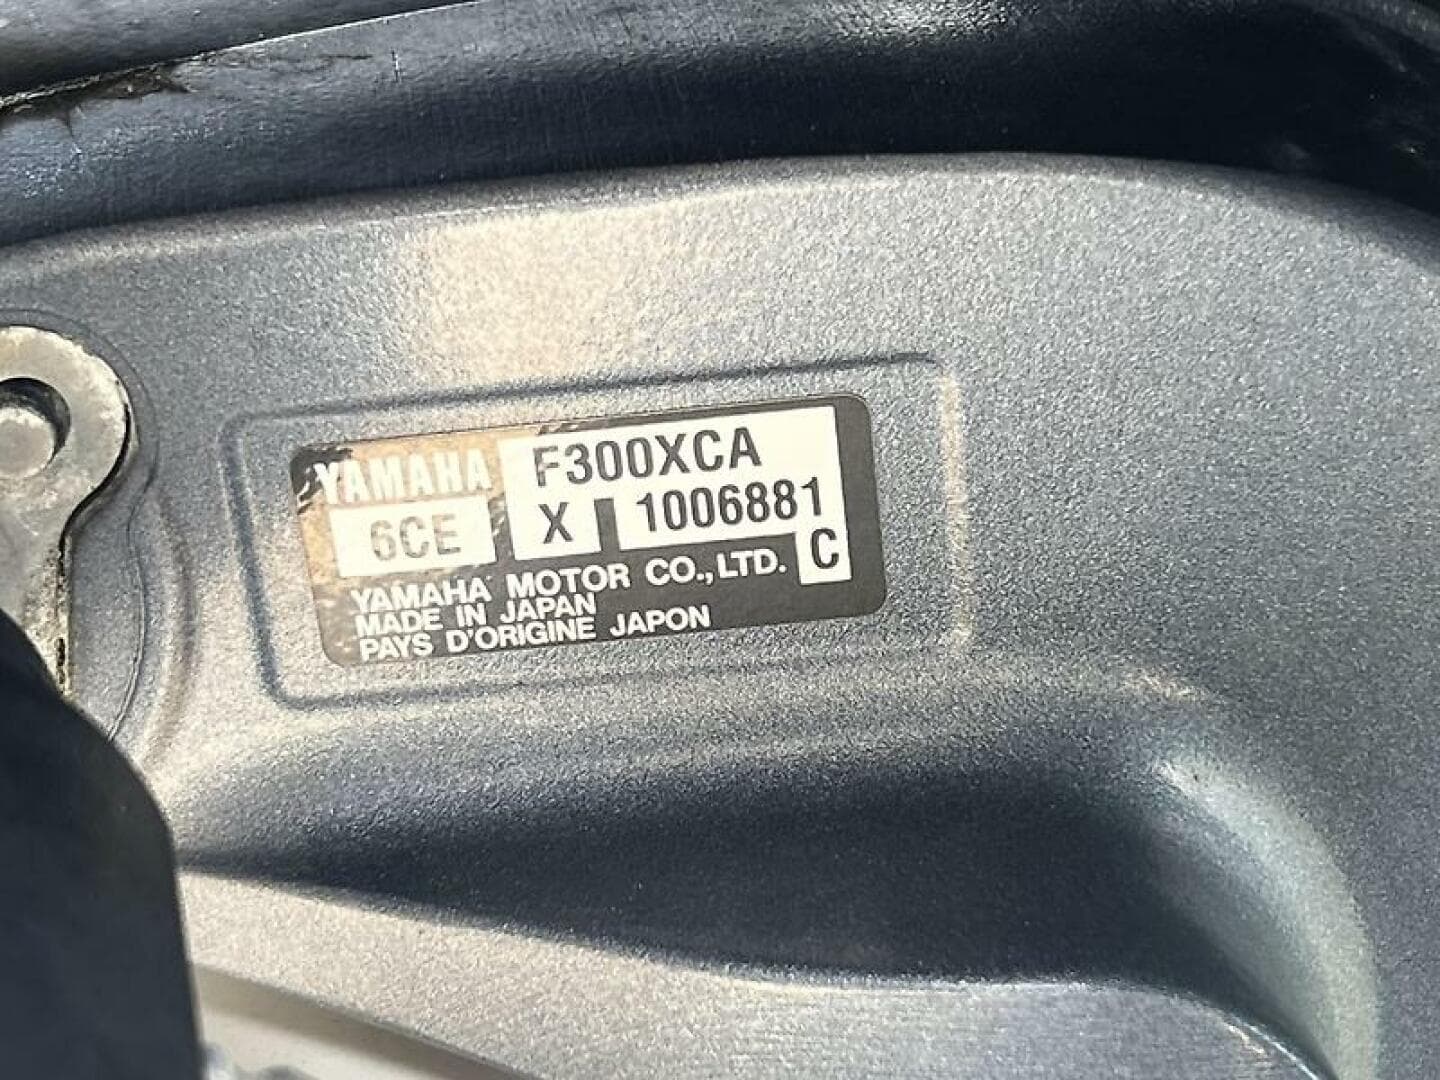 YAMAHA F300XCA
6CE X 1006881
C
YAMAHA MOTOR CO., LTD.
MADE IN JAPAN
PAYS D'ORIGINE JAPON